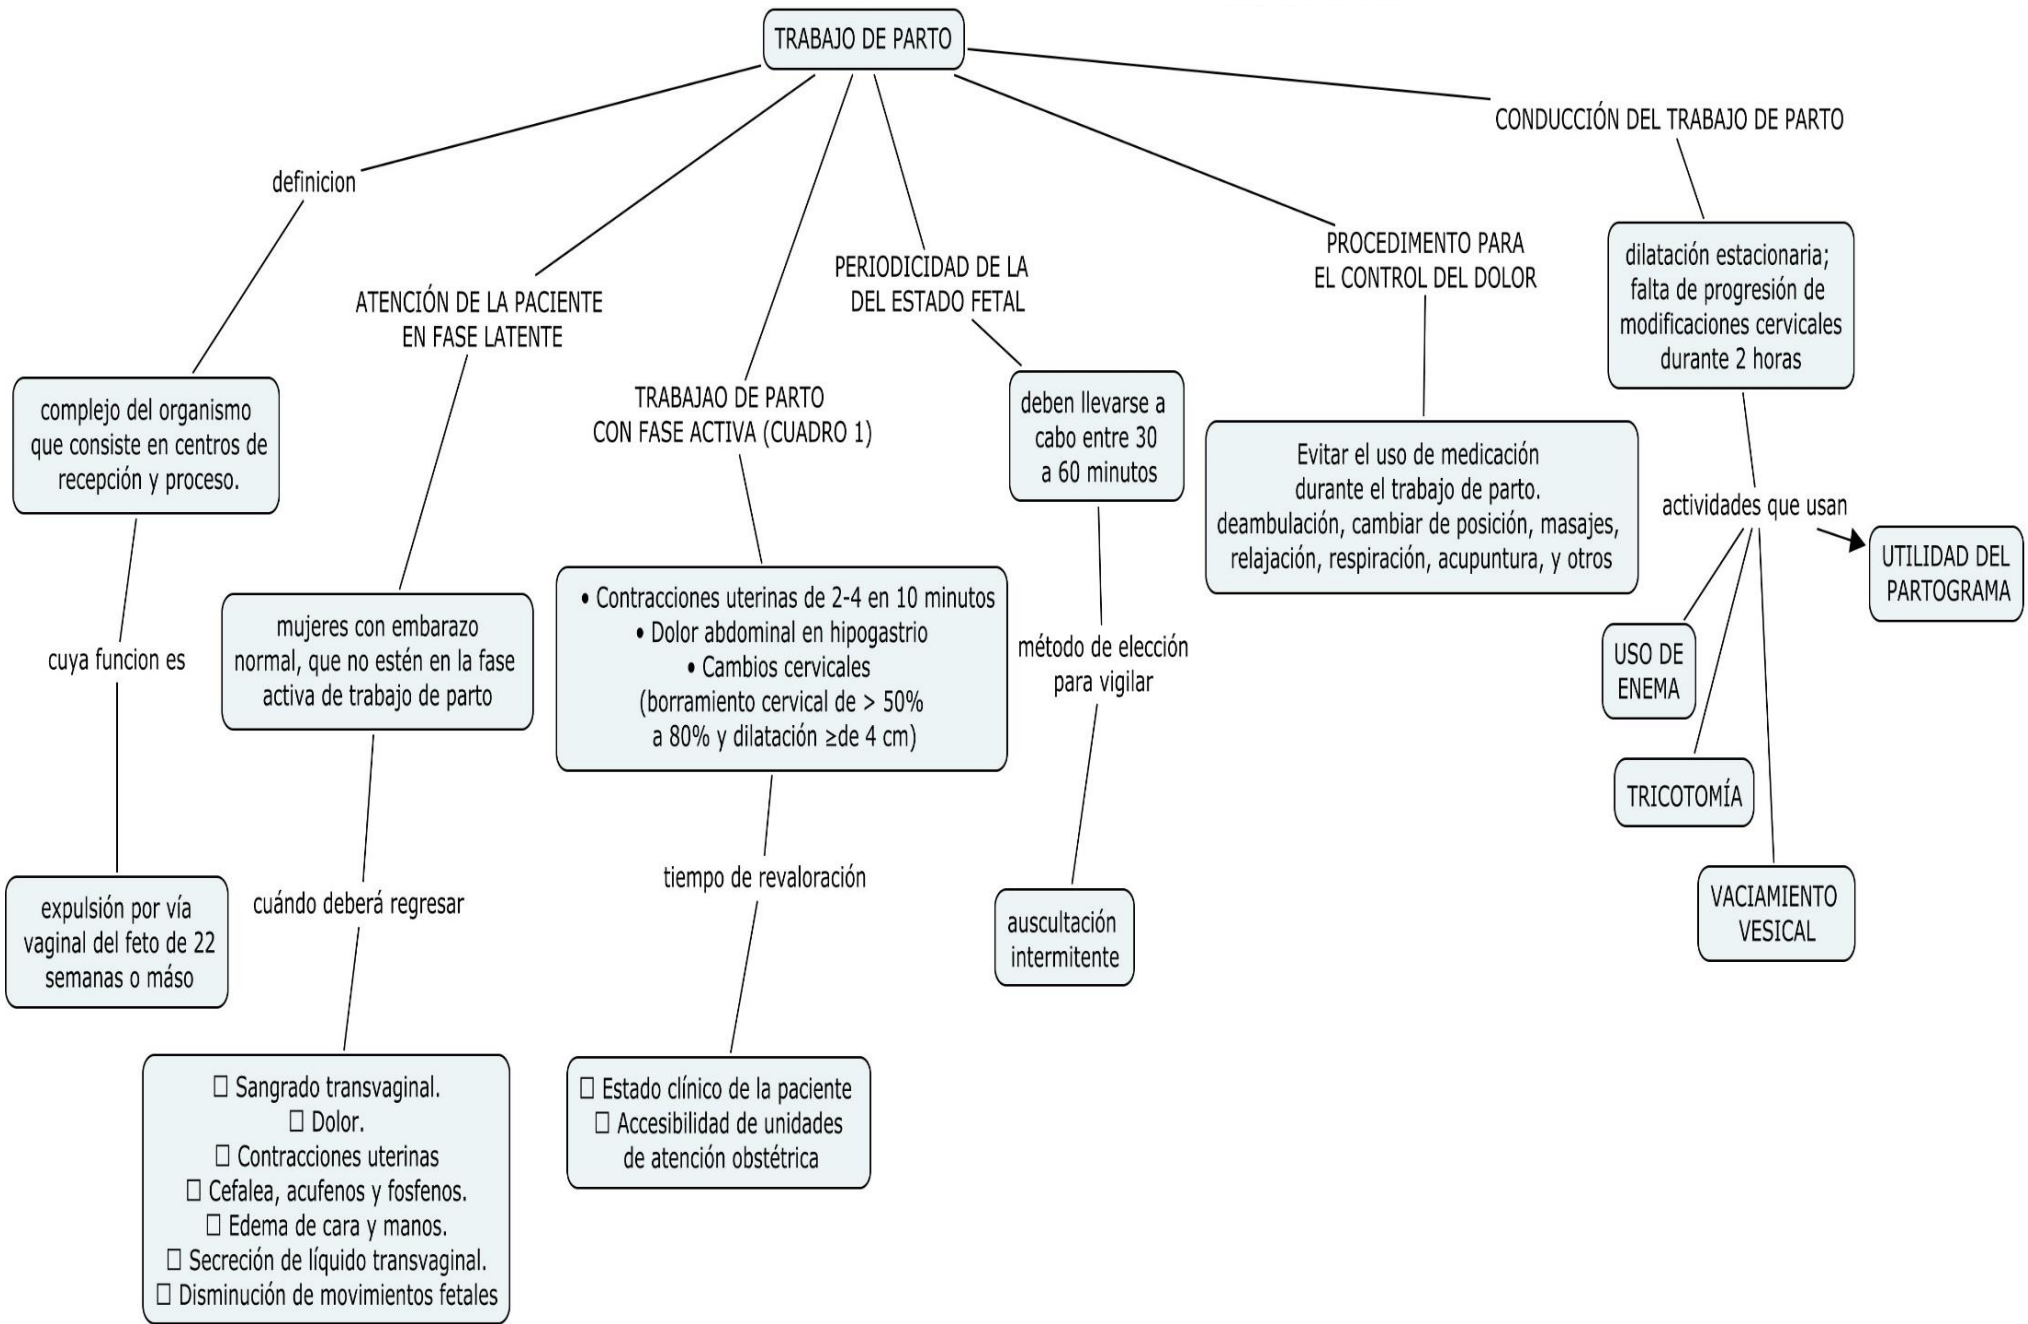 TRABAJO DE PARTO
definicion
complejo del organismo
que consiste en centros de
recepción y proceso.
cuya funcion es
expulsión por vía
vaginal del feto de 22
semanas o máso
ATENCIÓN DE LA PACIENTE
EN FASE LATENTE
mujeres con embarazo
normal, que no estén en la fase
activa de trabajo de parto
cuándo deberá regresar
□ Sangrado transvaginal.
□ Dolor.
□ Contracciones uterinas
□ Cefalea, acufenos y fosfenos.
□ Edema de cara y manos.
□ Secreción de líquido transvaginal.
□ Disminución de movimientos fetales
TRABAJAO DE PARTO
CON FASE ACTIVA (CUADRO 1)
• Contracciones uterinas de 2-4 en 10 minutos
• Dolor abdominal en hipogastrio
• Cambios cervicales
(borramiento cervical de > 50%
a 80% y dilatación ≥de 4 cm)
tiempo de revaloración
□ Estado clínico de la paciente
□ Accesibilidad de unidades
de atención obstétrica
PERIODICIDAD DE LA
DEL ESTADO FETAL
deben llevarse a
cabo entre 30
a 60 minutos
método de elección
para vigilar
auscultación
intermitente
PROCEDIMENTO PARA
EL CONTROL DEL DOLOR
Evitar el uso de medicación
durante el trabajo de parto.
deambulación, cambiar de posición, masajes,
relajación, respiración, acupuntura, y otros
CONDUCCIÓN DEL TRABAJO DE PARTO
dilatación estacionaria;
falta de progresión de
modificaciones cervicales
durante 2 horas
actividades que usan
USO DE
ENEMA
TRICOTOMÍA
VACIAMIENTO
VESICAL
UTILIDAD DEL
PARTOGRAMA